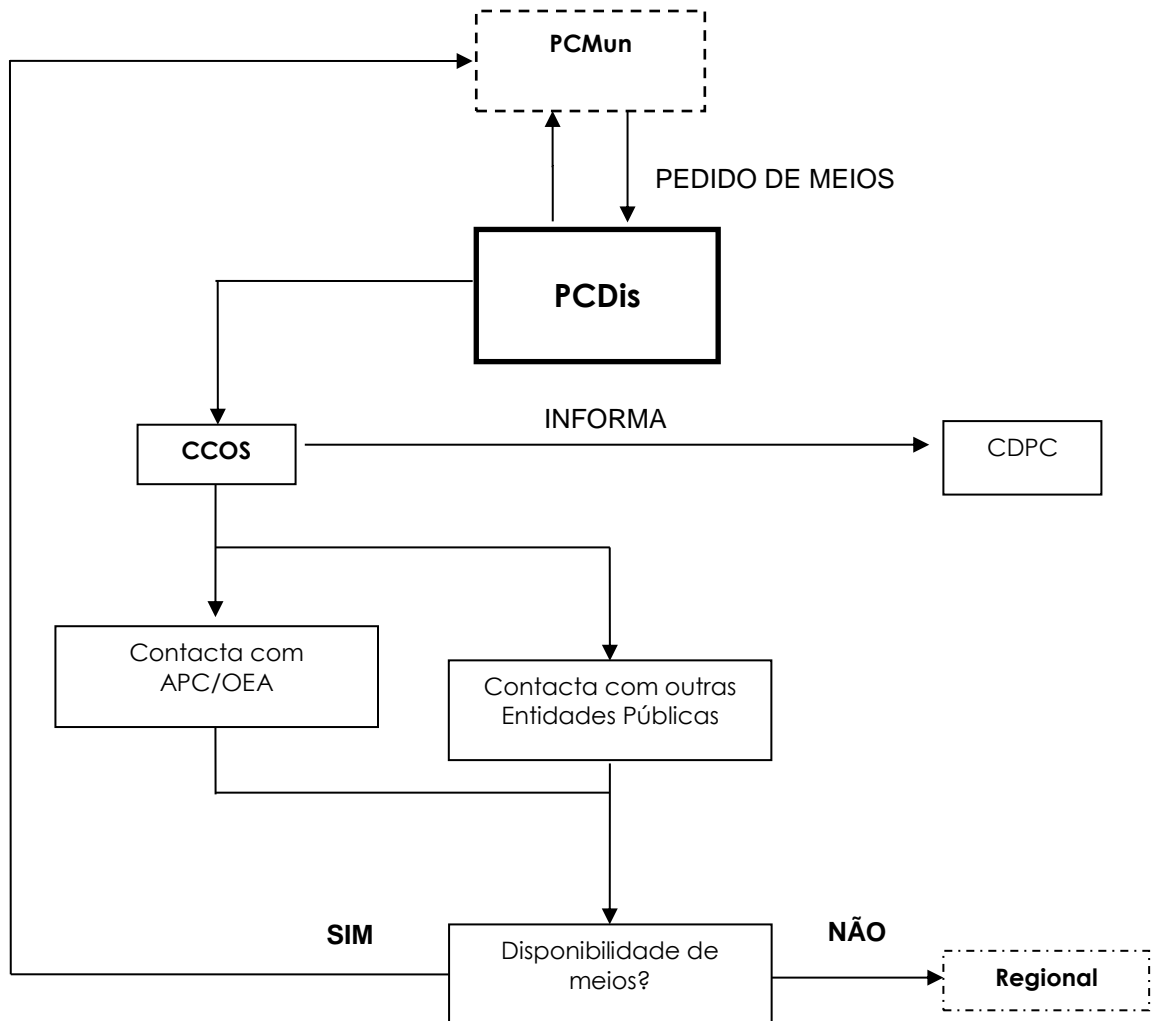 PCMun
PEDIDO DE MEIOS
PCDis
INFORMA
CCOS
CDPC
Contacta com
APC/OEA
Contacta com outras
Entidades Públicas
SIM
NÃO
Disponibilidade de
meios?
Regional